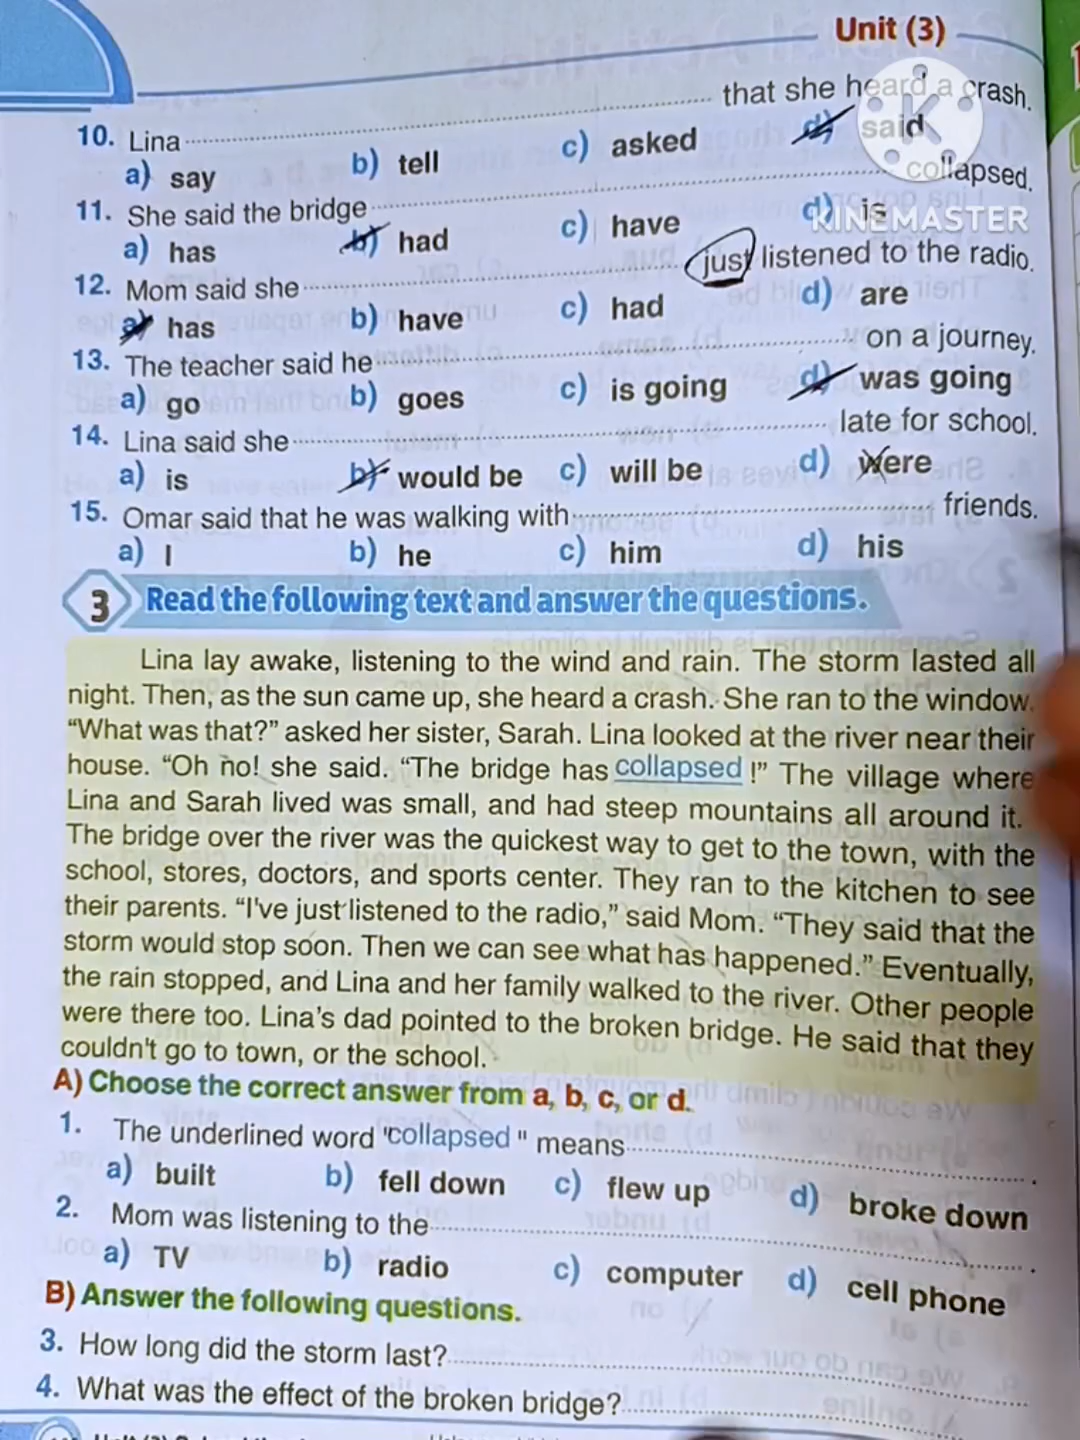 Unit (3)
10. Lina ........ that she heard a crash.
a) say b) tell c) asked d) said
11. She said the bridge ........ collapsed.
a) has b) had c) have d) is
KINEMASTER
12. Mom said she ........ just listened to the radio.
a) has b) have c) had d) are
13. The teacher said he ........ on a journey.
a) go b) goes c) is going d) was going
14. Lina said she ........ late for school.
a) is b) would be c) will be d) were
15. Omar said that he was walking with ........ friends.
a) I b) he c) him d) his
3 Read the following text and answer the questions.
Lina lay awake, listening to the wind and rain. The storm lasted all
night. Then, as the sun came up, she heard a crash. She ran to the window.
“What was that?” asked her sister, Sarah. Lina looked at the river near their
house. “Oh no! she said. “The bridge has collapsed !” The village where
Lina and Sarah lived was small, and had steep mountains all around it.
The bridge over the river was the quickest way to get to the town, with the
school, stores, doctors, and sports center. They ran to the kitchen to see
their parents. “I've just listened to the radio,” said Mom. “They said that the
storm would stop soon. Then we can see what has happened.” Eventually,
the rain stopped, and Lina and her family walked to the river. Other people
were there too. Lina’s dad pointed to the broken bridge. He said that they
couldn't go to town, or the school.
A) Choose the correct answer from a, b, c, or d.
1. The underlined word "collapsed " means ........ .
a) built b) fell down c) flew up d) broke down
2. Mom was listening to the ........ .
a) TV b) radio c) computer d) cell phone
B) Answer the following questions.
3. How long did the storm last? ........
4. What was the effect of the broken bridge? ........